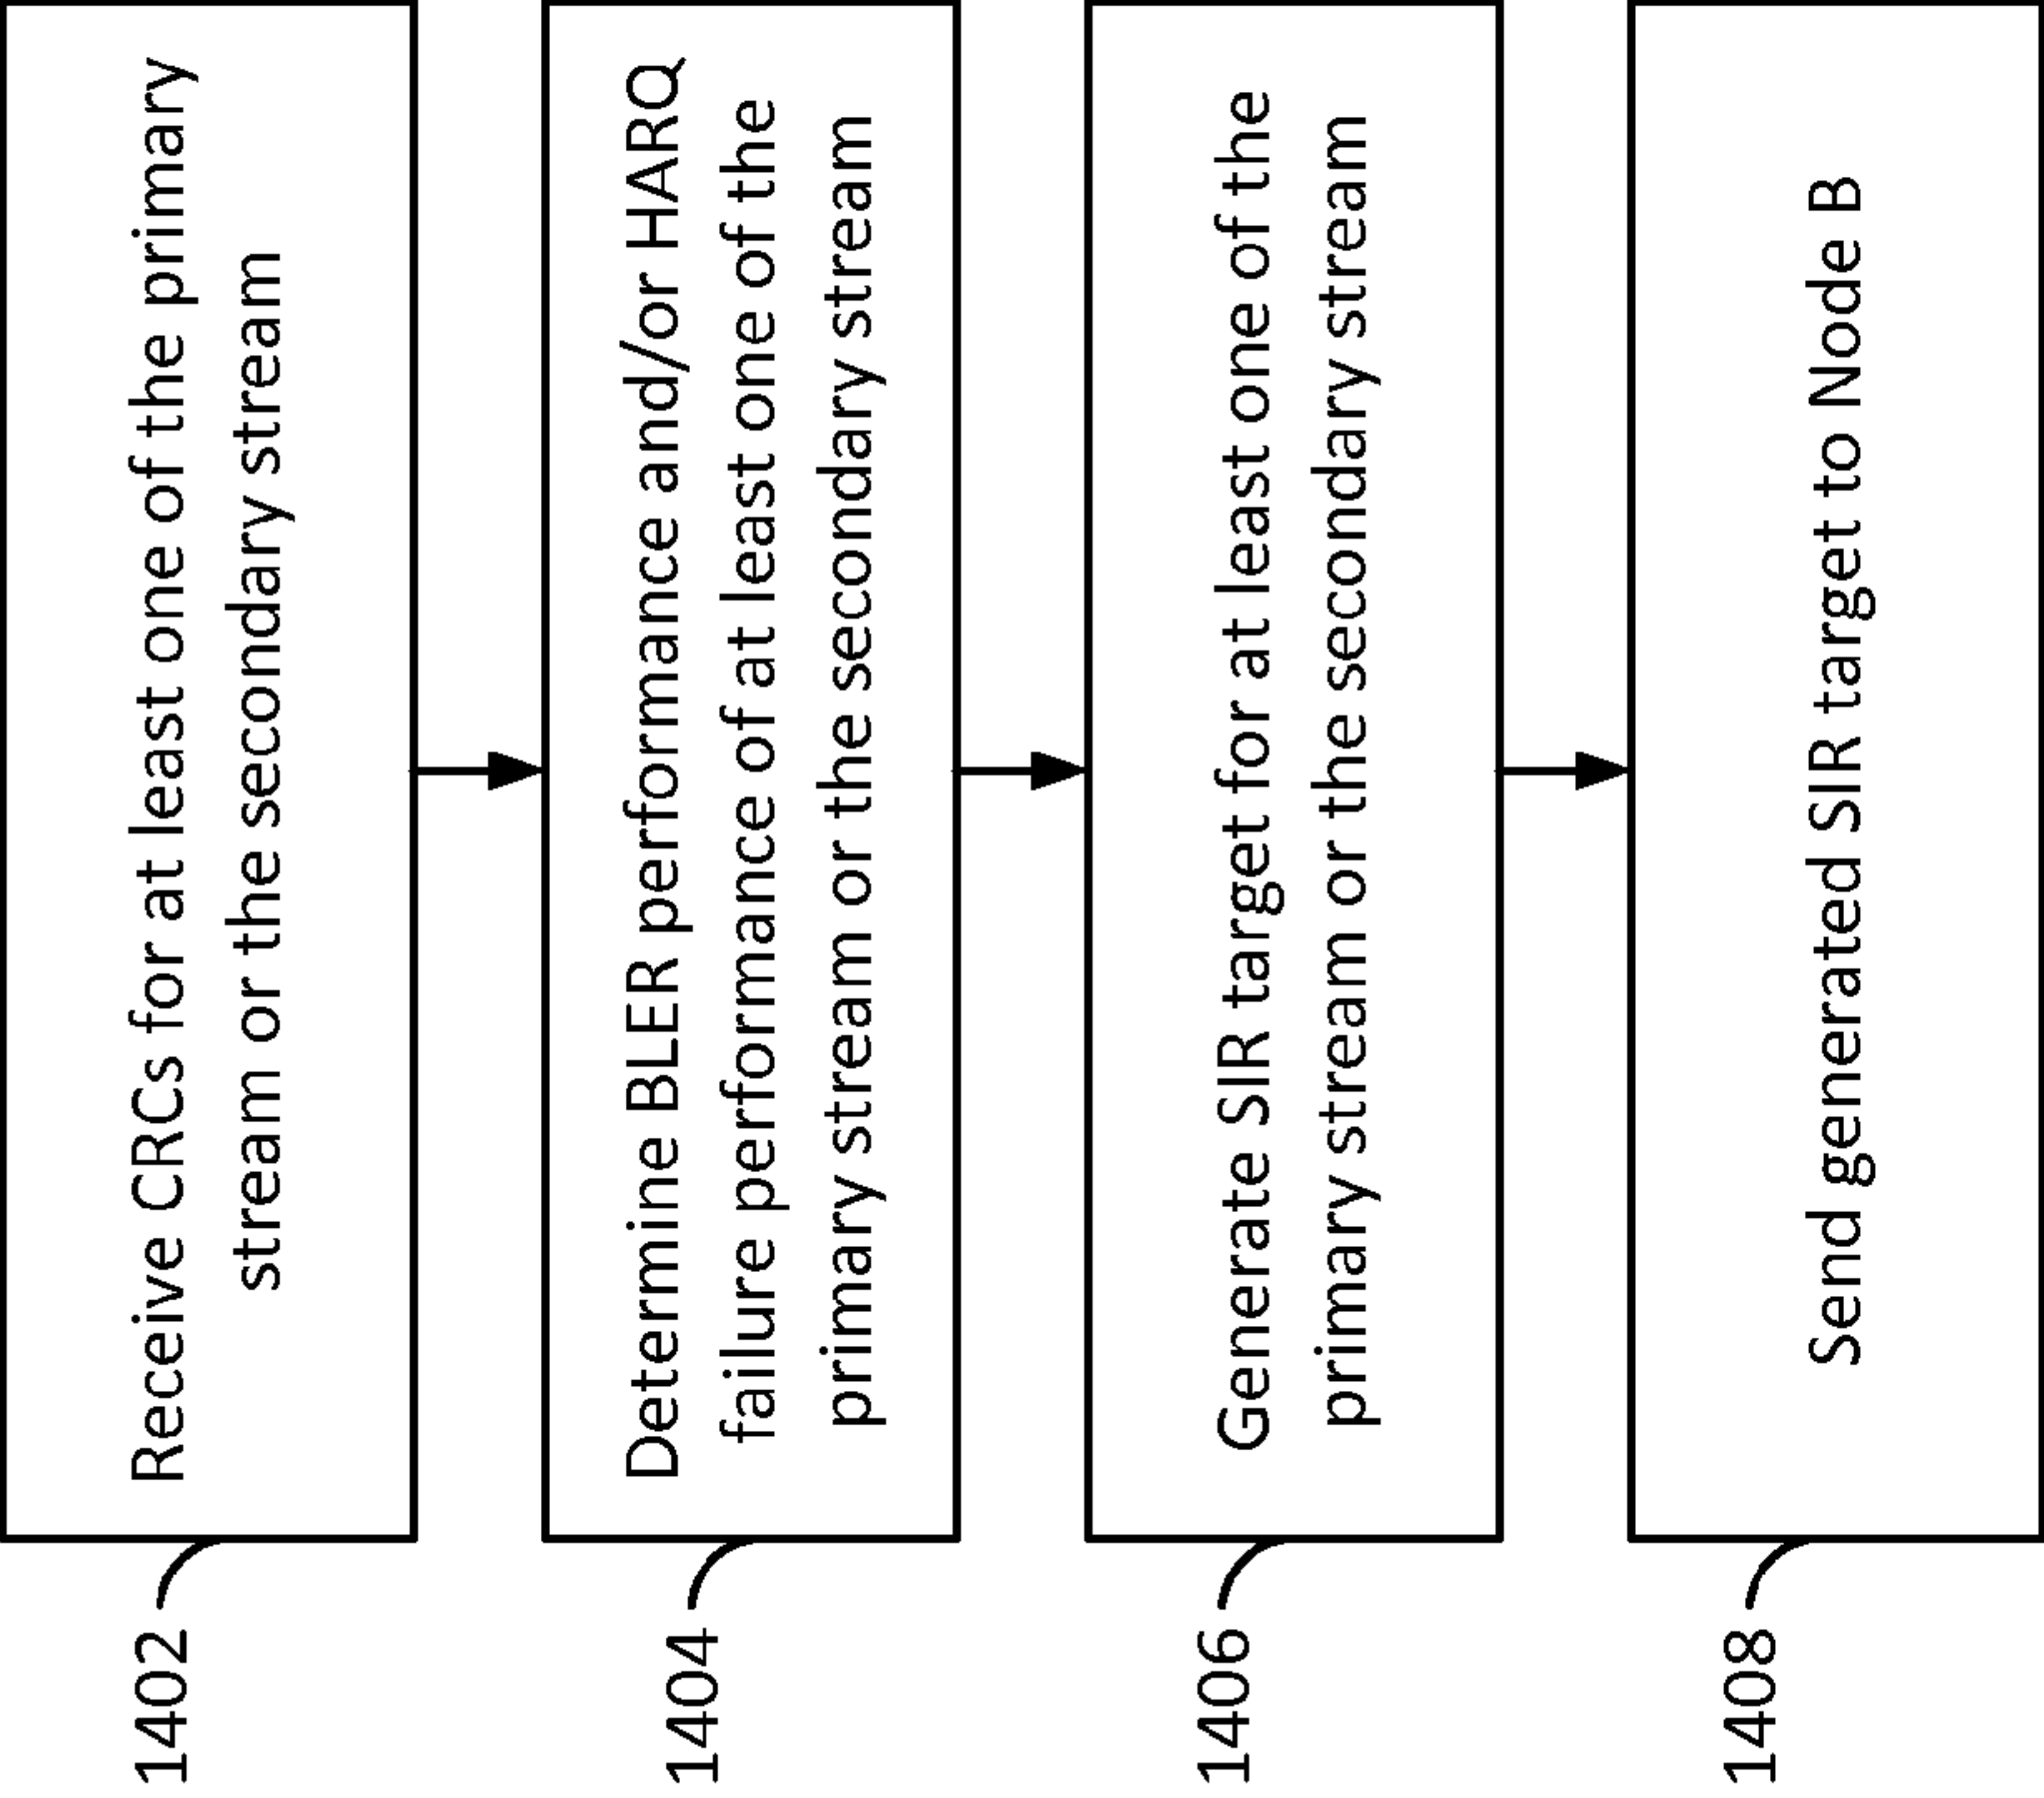 1402
Receive CRCs for at least one of the primary
stream or the secondary stream
1404
Determine BLER performance and/or HARQ
failure performance of at least one of the
primary stream or the secondary stream
1406
Generate SIR target for at least one of the
primary stream or the secondary stream
1408
Send generated SIR target to Node B